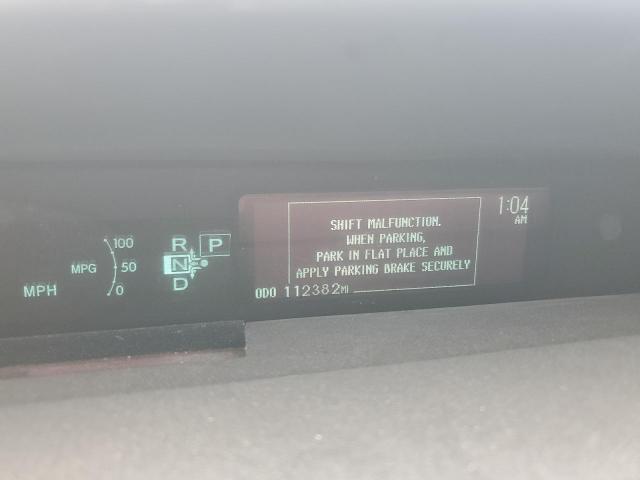 SHIFT MALFUNCTION.
WHEN PARKING,
PARK IN FLAT PLACE AND
APPLY PARKING BRAKE SECURELY
1:04
AM
ODO 112382MI
MPH
MPG
100
50
0
R
P
N
D